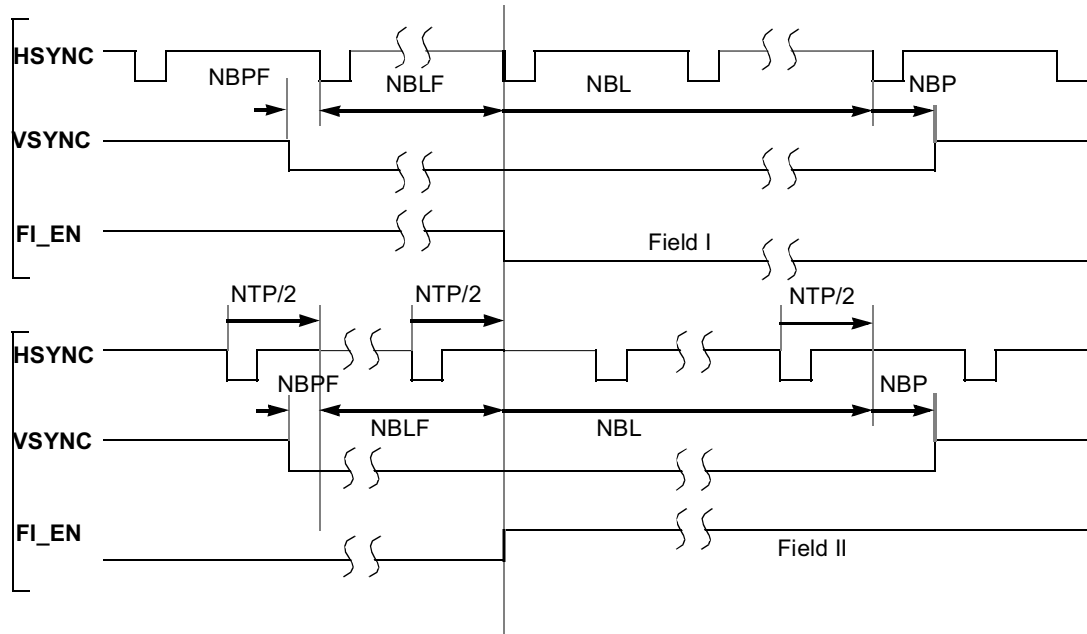 HSYNC
NBPF
NBLF
NBL
NBP
VSYNC
FI_EN
Field I
NTP/2
NTP/2
NTP/2
HSYNC
NBPF
NBP
VSYNC
NBLF
NBL
FI_EN
Field II